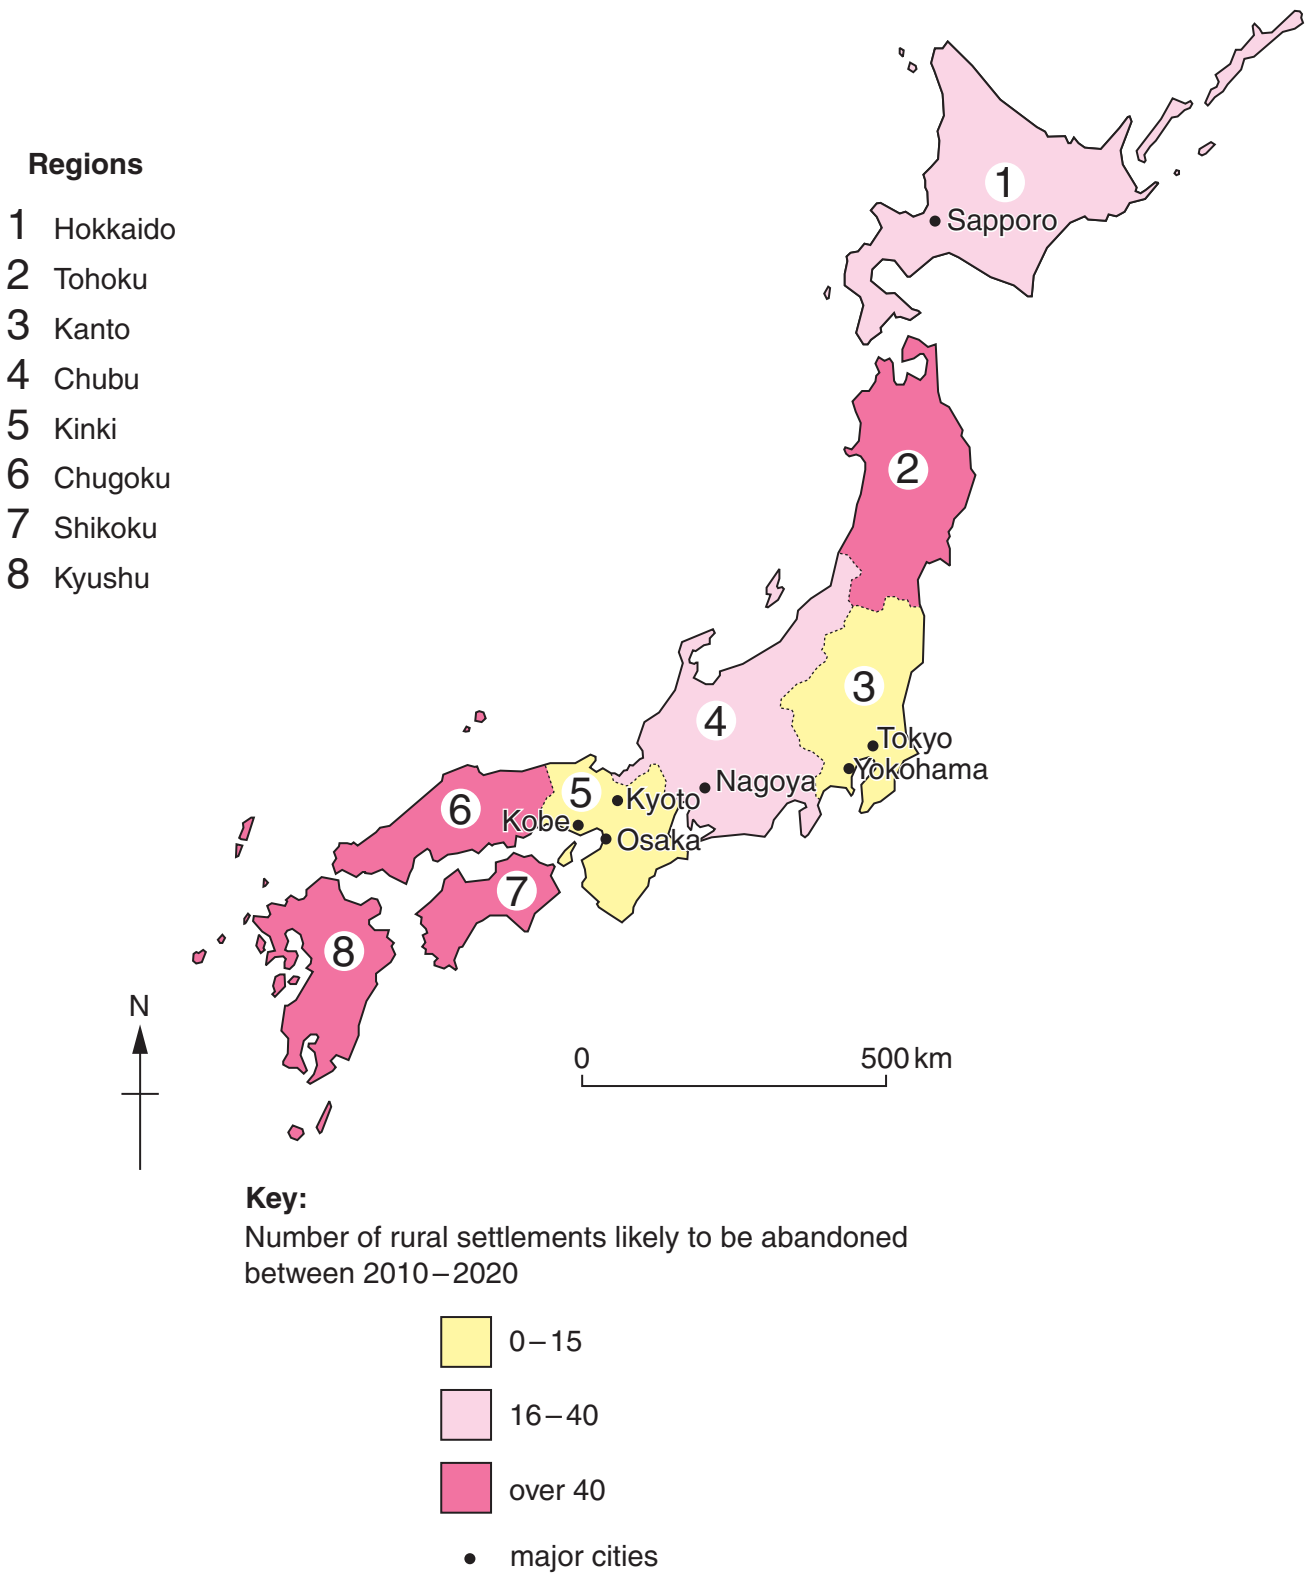 Regions
1 Hokkaido
2 Tohoku
3 Kanto
4 Chubu
5 Kinki
6 Chugoku
7 Shikoku
8 Kyushu
1
Sapporo
2
3
Tokyo
Yokohama
4
Nagoya
5
Kyoto
Kobe
Osaka
6
7
8
N
0 500 km
Key:
Number of rural settlements likely to be abandoned
between 2010–2020
0–15
16–40
over 40
major cities